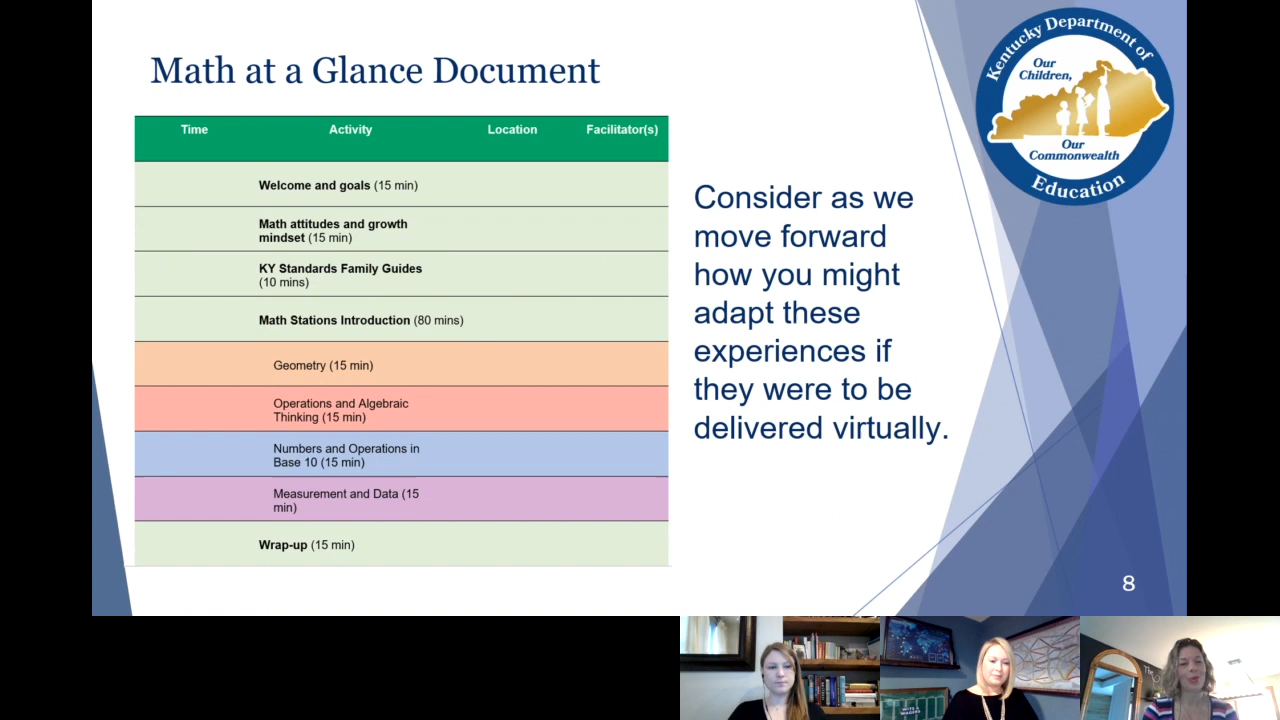 Math at a Glance Document
Kentucky Department of
Our
Children,
Our
Commonwealth
Education
Time Activity Location Facilitator(s)
Welcome and goals (15 min)
Math attitudes and growth
mindset (15 min)
KY Standards Family Guides
(10 mins)
Math Stations Introduction (80 mins)
Geometry (15 min)
Operations and Algebraic
Thinking (15 min)
Numbers and Operations in
Base 10 (15 min)
Measurement and Data (15
min)
Wrap-up (15 min)
Consider as we
move forward
how you might
adapt these
experiences if
they were to be
delivered virtually.
8